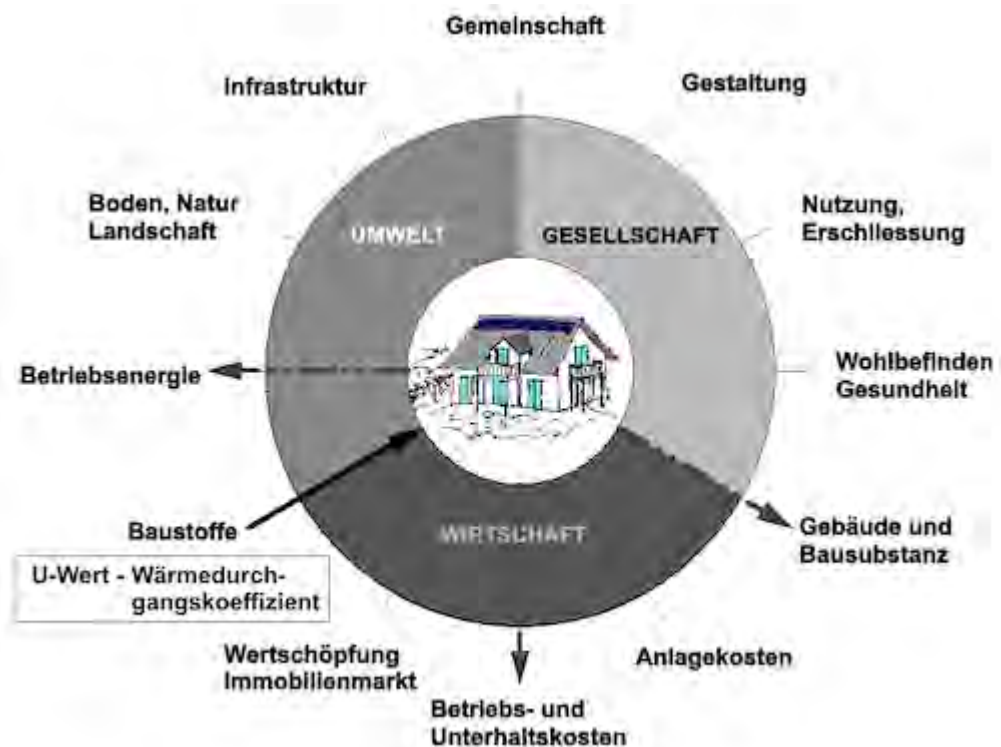 Gemeinschaft
Infrastruktur
Gestaltung
Boden, Natur
Landschaft
Nutzung,
Erschliessung
UMWELT
GESELLSCHAFT
Betriebsenergie
Wohlbefinden
Gesundheit
Baustoffe
U-Wert - Wärmedurch-
gangskoeffizient
WIRTSCHAFT
Gebäude und
Bausubstanz
Wertschöpfung
Immobilienmarkt
Anlagekosten
Betriebs- und
Unterhaltskosten